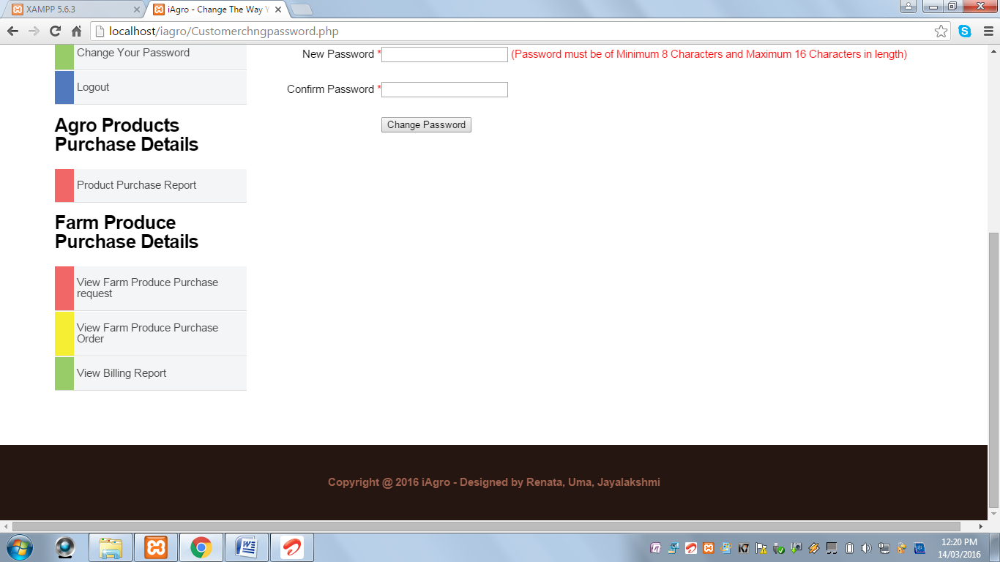 XAMPP 5.6.3
iAgro - Change The Way Y
localhost/iagro/Customerchngpassword.php
Change Your Password
Logout
Agro Products
Purchase Details
Product Purchase Report
Farm Produce
Purchase Details
View Farm Produce Purchase
request
View Farm Produce Purchase
Order
View Billing Report
New Password * (Password must be of Minimum 8 Characters and Maximum 16 Characters in length)
Confirm Password *
Change Password
Copyright @ 2016 iAgro - Designed by Renata, Uma, Jayalakshmi
K7
12:20 PM
14/03/2016